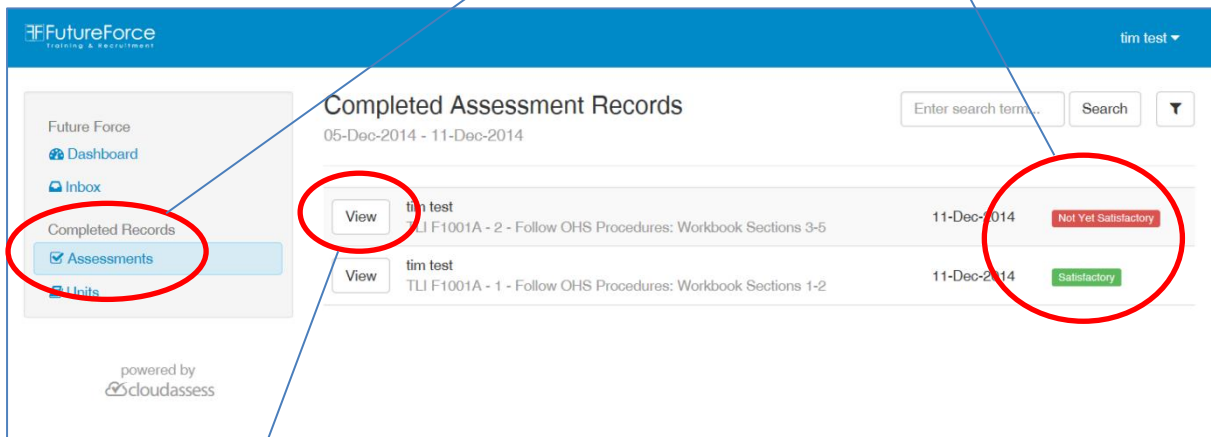 FutureForce
Training & Recruitment
tim test
Future Force
Dashboard
Inbox
Completed Records
Assessments
Units
powered by
cloudassess
Completed Assessment Records
05-Dec-2014 - 11-Dec-2014
Enter search term...
Search
View
tim test
TLI F1001A - 2 - Follow OHS Procedures: Workbook Sections 3-5
11-Dec-2014
Not Yet Satisfactory
View
tim test
TLI F1001A - 1 - Follow OHS Procedures: Workbook Sections 1-2
11-Dec-2014
Satisfactory